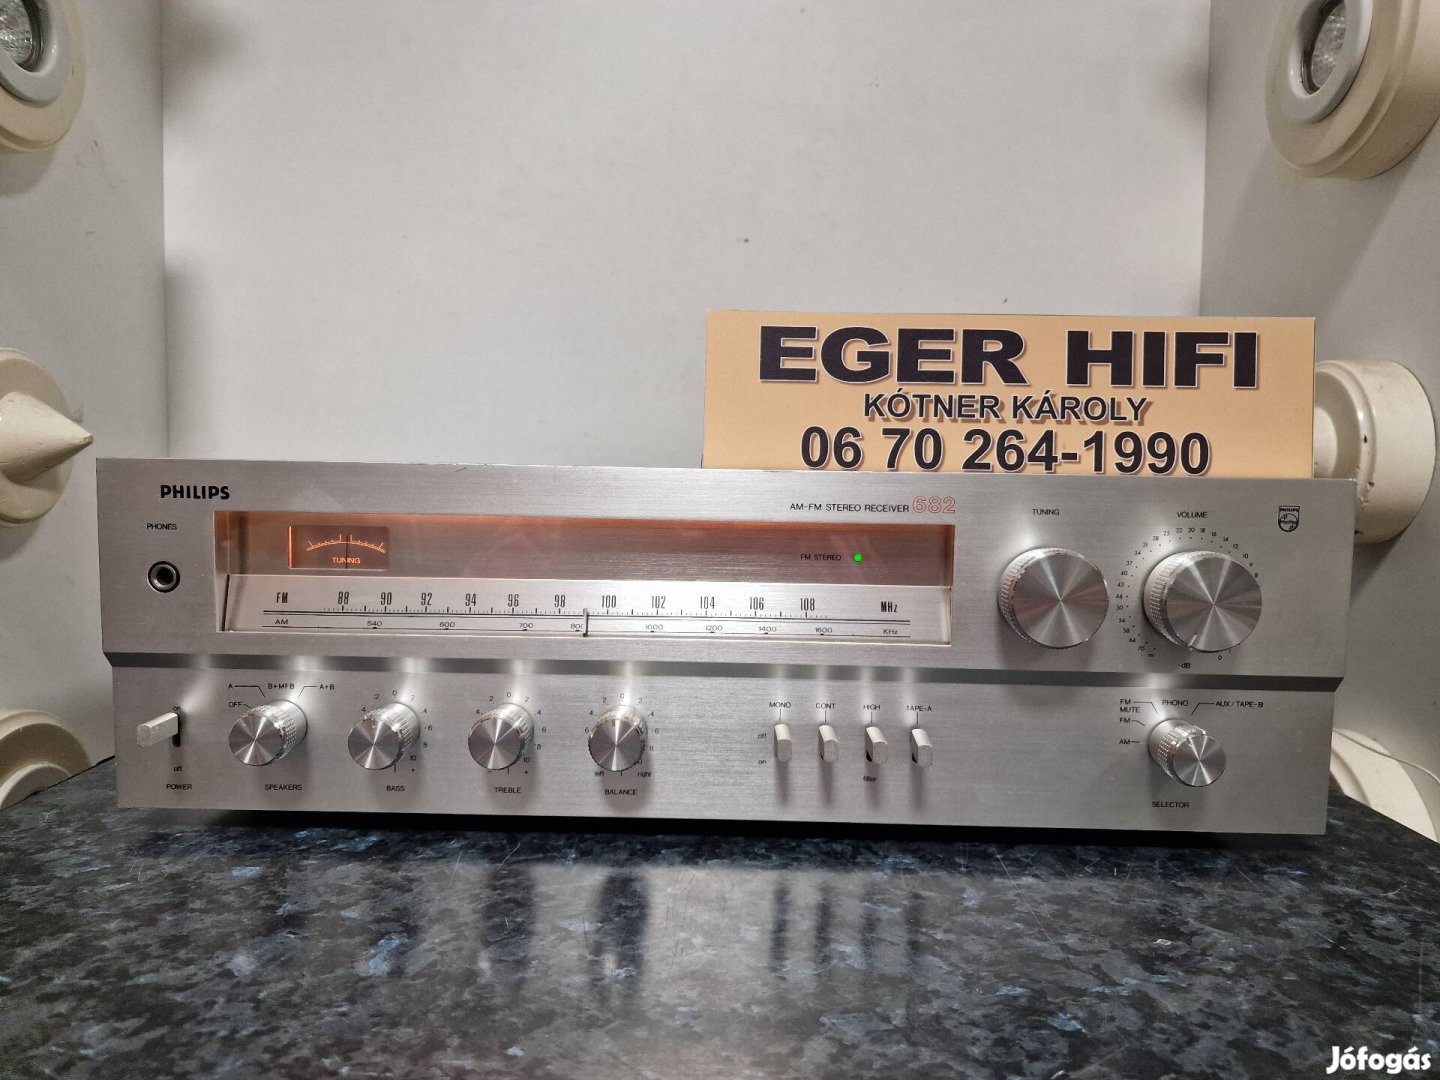 EGER HIFI
KÓTNER KÁROLY
06 70 264-1990
PHILIPS
AM-FM STEREO RECEIVER 682
TUNING
VOLUME
PHILIPS
PHONES
TUNING
FM STEREO
FM 88 90 92 94 96 98 100 102 104 106 108 MHz
AM 540 600 700 800 1000 1200 1400 1600 KHz
-dB
A B+MFB A+B
OFF
on
off
POWER
SPEAKERS
BASS
TREBLE
left right
BALANCE
MONO CONT HIGH TAPE-A
off
on
filter
FM MUTE
FM
AM
PHONO
AUX / TAPE-B
SELECTOR
Jófogás